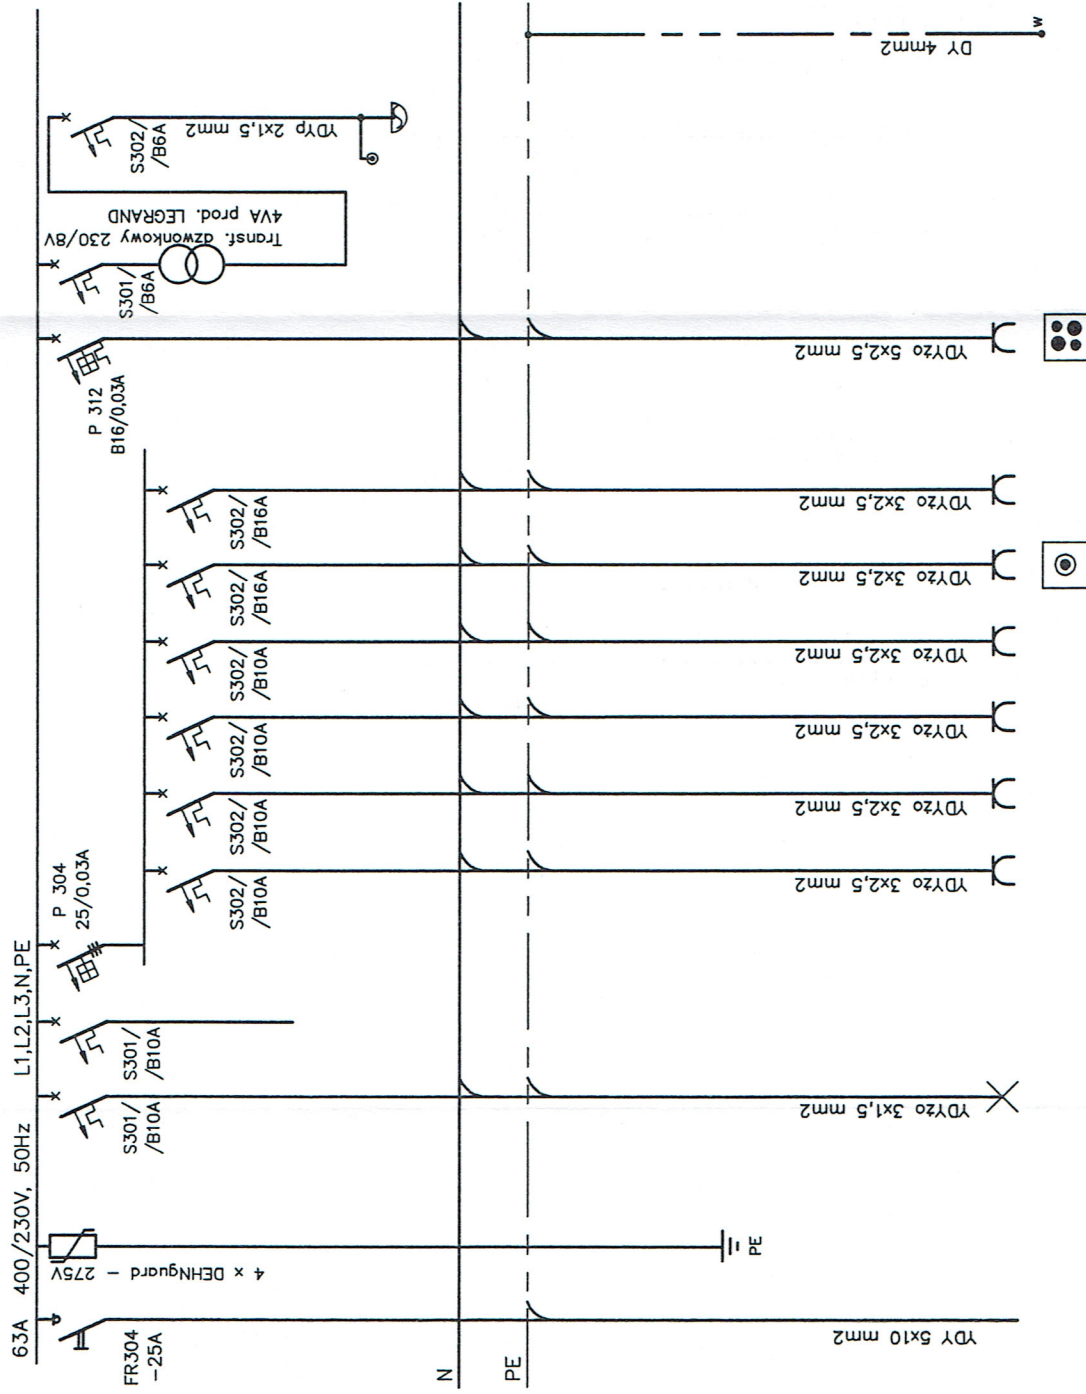 63A 400/230V, 50Hz L1,L2,L3,N,PE
FR304
-25A
YDY 5x10 mm2
4 x DEHNguard - 275V
PE
S301/
/B10A
YDYżo 3x1,5 mm2
S301/
/B10A
P 304
25/0,03A
S302/
/B10A
YDYżo 3x2,5 mm2
S302/
/B10A
YDYżo 3x2,5 mm2
S302/
/B10A
YDYżo 3x2,5 mm2
S302/
/B10A
YDYżo 3x2,5 mm2
S302/
/B16A
YDYżo 3x2,5 mm2
S302/
/B16A
YDYżo 3x2,5 mm2
P 312
B16/0,03A
YDYżo 5x2,5 mm2
S301/
/B6A
Transf. dzwonkowy 230/8V
4VA prod. LEGRAND
S302/
/B6A
YDYp 2x1,5 mm2
N
PE
DY 4mm2
w